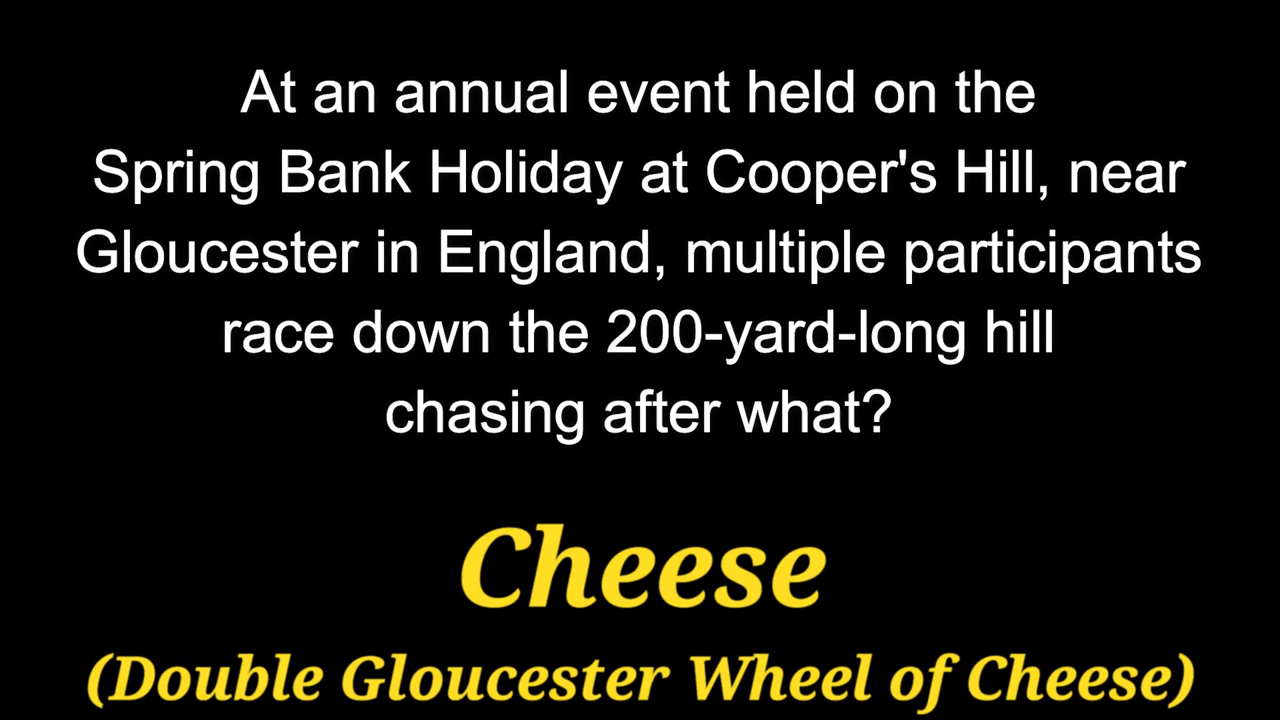 At an annual event held on the
Spring Bank Holiday at Cooper's Hill, near
Gloucester in England, multiple participants
race down the 200-yard-long hill
chasing after what?
Cheese
(Double Gloucester Wheel of Cheese)